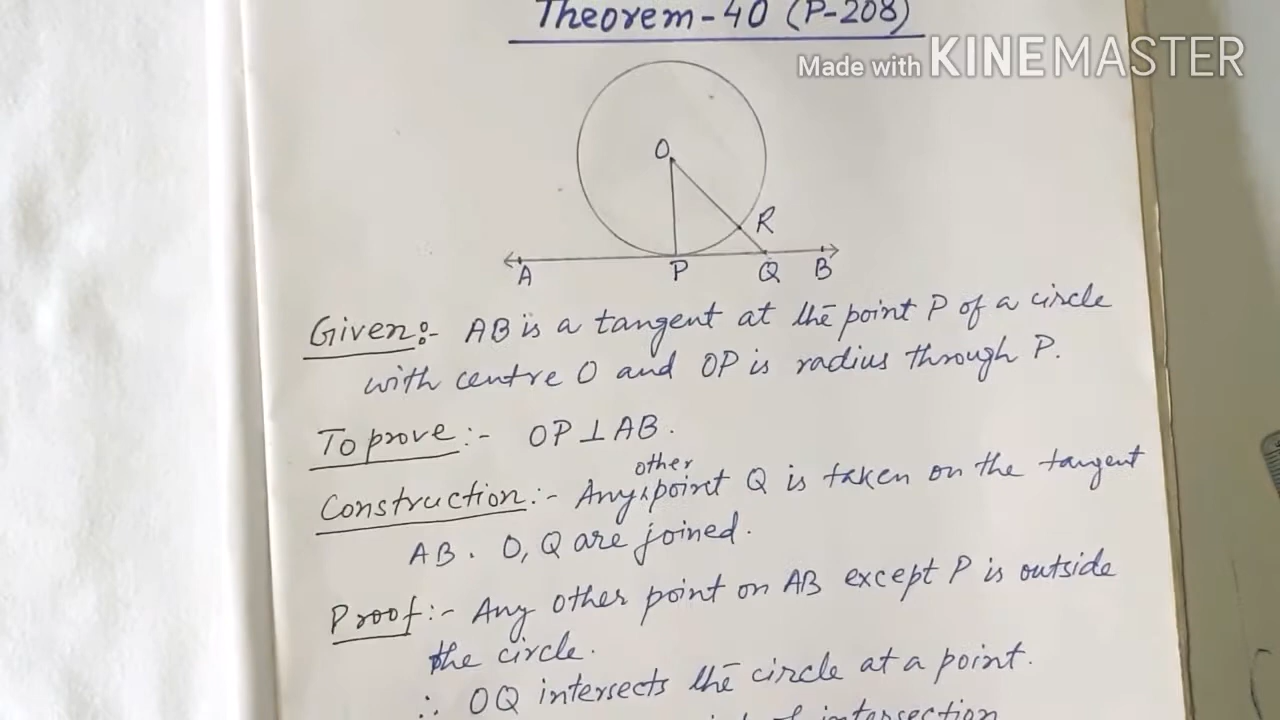 Theorem-40 (P-208)
Made with KINEMASTER
O
R
A P Q B
Given:- AB is a tangent at the point P of a circle
with centre O and OP is radius through P.
To prove:- OP⊥AB.
other
Construction:- Any point Q is taken on the tangent
AB. O, Q are joined.
Proof:- Any other point on AB except P is outside
the circle.
∴ OQ intersects the circle at a point.
of intersection